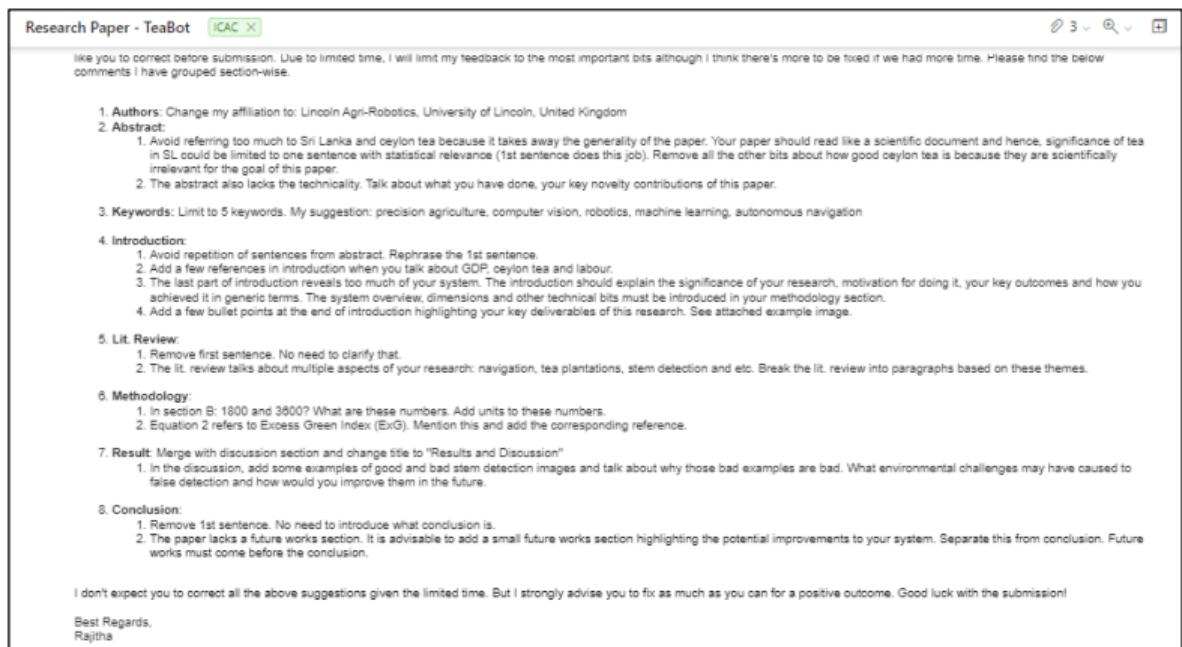 Research Paper - TeaBot ICAC
3
like you to correct before submission. Due to limited time, I will limit my feedback to the most important bits although I think there's more to be fixed if we had more time. Please find the below
comments I have grouped section-wise.
1. Authors: Change my affiliation to: Lincoln Agri-Robotics, University of Lincoln, United Kingdom
2. Abstract:
1. Avoid referring too much to Sri Lanka and ceylon tea because it takes away the generality of the paper. Your paper should read like a scientific document and hence, significance of tea
in SL could be limited to one sentence with statistical relevance (1st sentence does this job). Remove all the other bits about how good ceylon tea is because they are scientifically
irrelevant for the goal of this paper.
2. The abstract also lacks the technicality. Talk about what you have done, your key novelty contributions of this paper.
3. Keywords: Limit to 5 keywords. My suggestion: precision agriculture, computer vision, robotics, machine learning, autonomous navigation
4. Introduction:
1. Avoid repetition of sentences from abstract. Rephrase the 1st sentence.
2. Add a few references in introduction when you talk about GDP, ceylon tea and labour.
3. The last part of introduction reveals too much of your system. The introduction should explain the significance of your research, motivation for doing it, your key outcomes and how you
achieved it in generic terms. The system overview, dimensions and other technical bits must be introduced in your methodology section.
4. Add a few bullet points at the end of introduction highlighting your key deliverables of this research. See attached example image.
5. Lit. Review:
1. Remove first sentence. No need to clarify that.
2. The lit. review talks about multiple aspects of your research: navigation, tea plantations, stem detection and etc. Break the lit. review into paragraphs based on these themes.
6. Methodology:
1. In section B: 1800 and 3600? What are these numbers. Add units to these numbers.
2. Equation 2 refers to Excess Green Index (ExG). Mention this and add the corresponding reference.
7. Result: Merge with discussion section and change title to "Results and Discussion"
1. In the discussion, add some examples of good and bad stem detection images and talk about why those bad examples are bad. What environmental challenges may have caused to
false detection and how would you improve them in the future.
8. Conclusion:
1. Remove 1st sentence. No need to introduce what conclusion is.
2. The paper lacks a future works section. It is advisable to add a small future works section highlighting the potential improvements to your system. Separate this from conclusion. Future
works must come before the conclusion.
I don't expect you to correct all the above suggestions given the limited time. But I strongly advise you to fix as much as you can for a positive outcome. Good luck with the submission!
Best Regards,
Rajitha